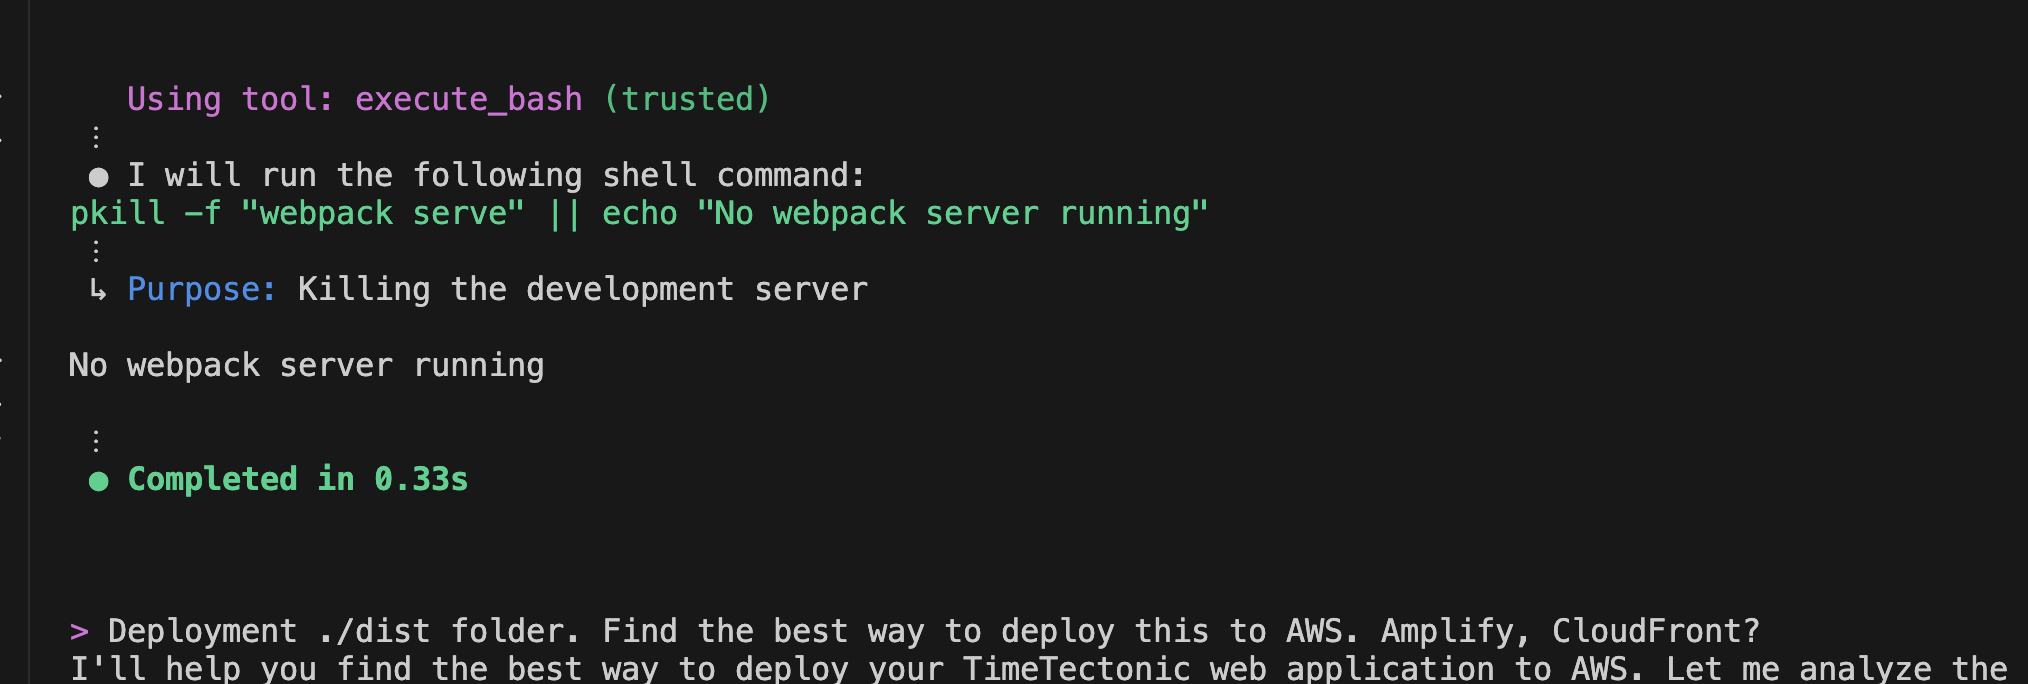 Using tool: execute_bash (trusted)
⋮
● I will run the following shell command:
pkill -f "webpack serve" || echo "No webpack server running"
⋮
↳ Purpose: Killing the development server
No webpack server running
⋮
● Completed in 0.33s
> Deployment ./dist folder. Find the best way to deploy this to AWS. Amplify, CloudFront?
I'll help you find the best way to deploy your TimeTectonic web application to AWS. Let me analyze the